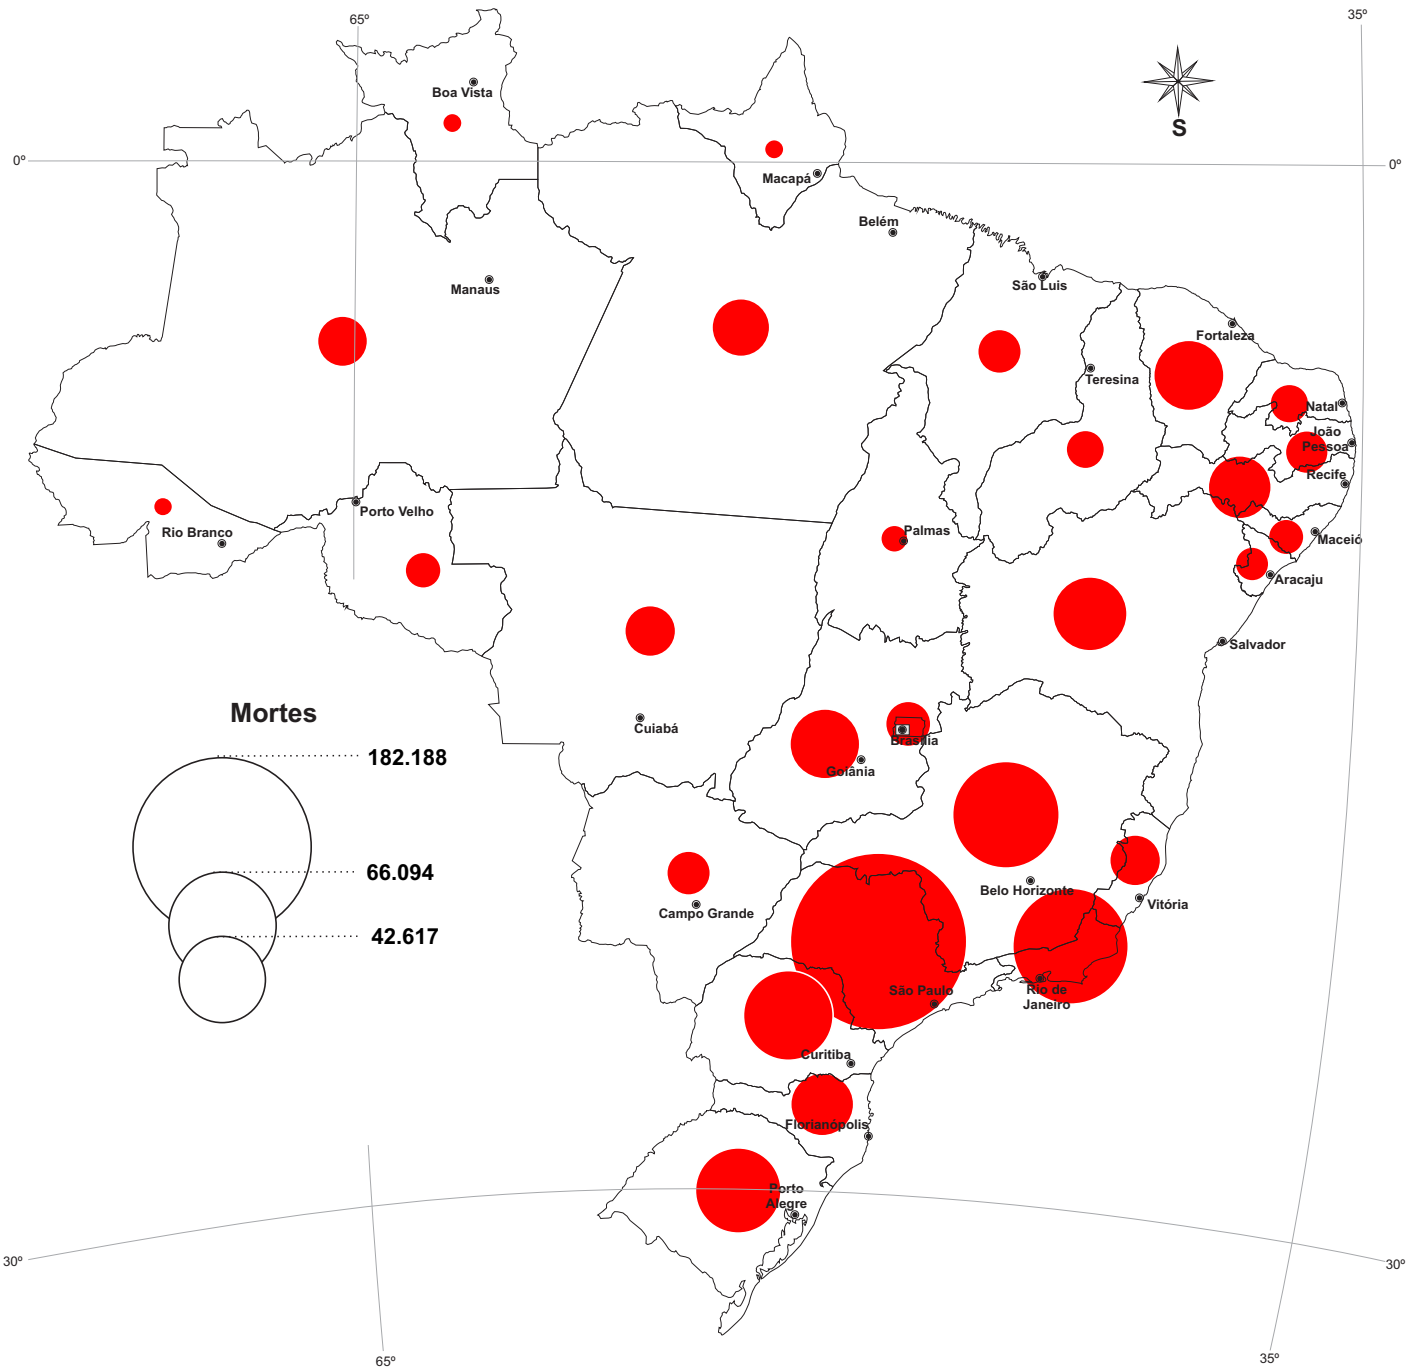 65º
35º
Boa Vista
S
0º
0º
Macapá
Belém
Manaus
São Luis
Fortaleza
Teresina
Natal
João
Pessoa
Recife
Porto Velho
Rio Branco
Palmas
Maceió
Aracaju
Salvador
Mortes
Cuiabá
Brasília
182.188
Goiânia
66.094
Belo Horizonte
Vitória
Campo Grande
42.617
São Paulo
Rio de
Janeiro
Curitiba
Florianópolis
Porto
Alegre
30º
30º
65º
35º